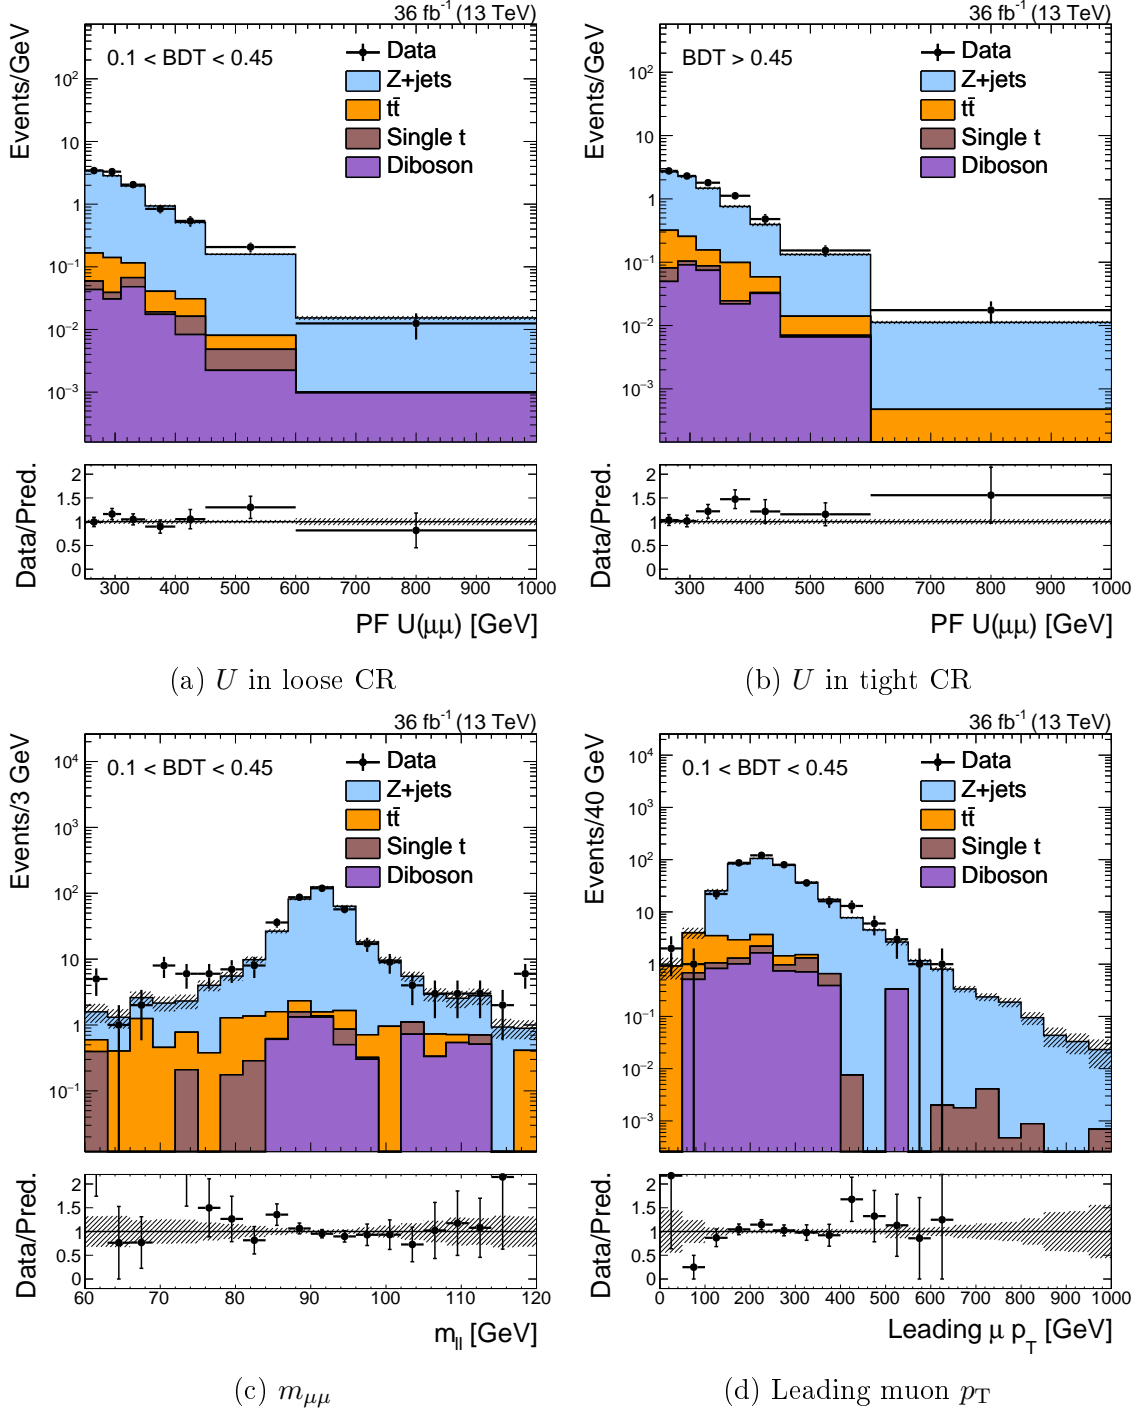 36 fb⁻¹ (13 TeV)
Events/GeV
0.1 < BDT < 0.45
Data
Z+jets
tt̄
Single t
Diboson
10²
10
1
10⁻¹
10⁻²
10⁻³
Data/Pred.
2
1.5
1
0.5
0
300 400 500 600 700 800 900 1000
PF U(μμ) [GeV]
(a) U in loose CR
36 fb⁻¹ (13 TeV)
Events/GeV
BDT > 0.45
Data
Z+jets
tt̄
Single t
Diboson
10²
10
1
10⁻¹
10⁻²
10⁻³
Data/Pred.
2
1.5
1
0.5
0
300 400 500 600 700 800 900 1000
PF U(μμ) [GeV]
(b) U in tight CR
36 fb⁻¹ (13 TeV)
Events/3 GeV
0.1 < BDT < 0.45
Data
Z+jets
tt̄
Single t
Diboson
10⁴
10³
10²
10
1
10⁻¹
Data/Pred.
2
1.5
1
0.5
0
60 70 80 90 100 110 120
m_ll [GeV]
(c) m_μμ
36 fb⁻¹ (13 TeV)
Events/40 GeV
0.1 < BDT < 0.45
Data
Z+jets
tt̄
Single t
Diboson
10⁴
10³
10²
10
1
10⁻¹
10⁻²
10⁻³
Data/Pred.
2
1.5
1
0.5
0
0 100 200 300 400 500 600 700 800 900 1000
Leading μ p_T [GeV]
(d) Leading muon p_T